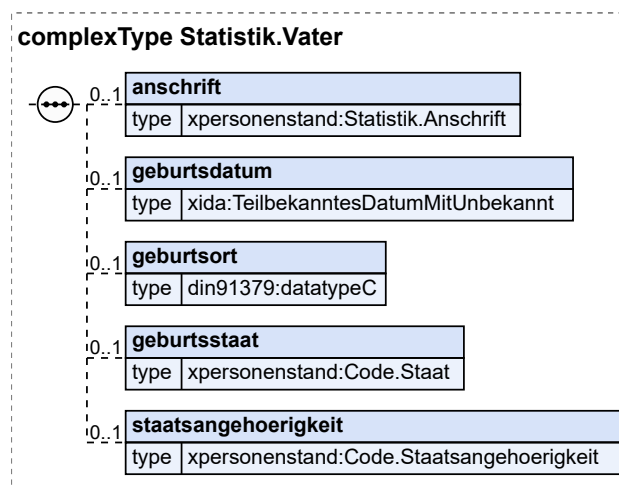 complexType Statistik.Vater
0..1 anschrift
type xpersonenstand:Statistik.Anschrift
0..1 geburtsdatum
type xida:TeilbekanntesDatumMitUnbekannt
0..1 geburtsort
type din91379:datatypeC
0..1 geburtsstaat
type xpersonenstand:Code.Staat
0..1 staatsangehoerigkeit
type xpersonenstand:Code.Staatsangehoerigkeit